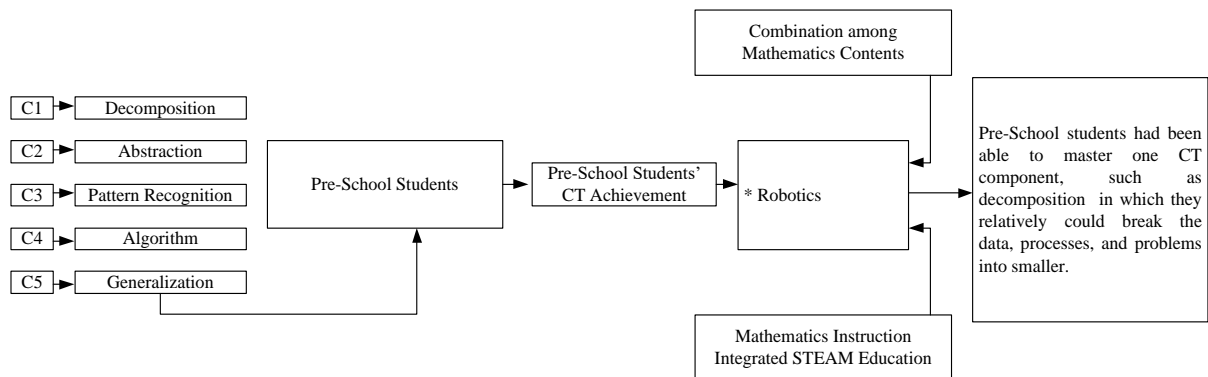 Combination among
Mathematics Contents
C1
Decomposition
C2
Abstraction
C3
Pattern Recognition
C4
Algorithm
C5
Generalization
Pre-School Students
Pre-School Students'
CT Achievement
* Robotics
Mathematics Instruction
Integrated STEAM Education
Pre-School students had been
able to master one CT
component, such as
decomposition in which they
relatively could break the
data, processes, and problems
into smaller.